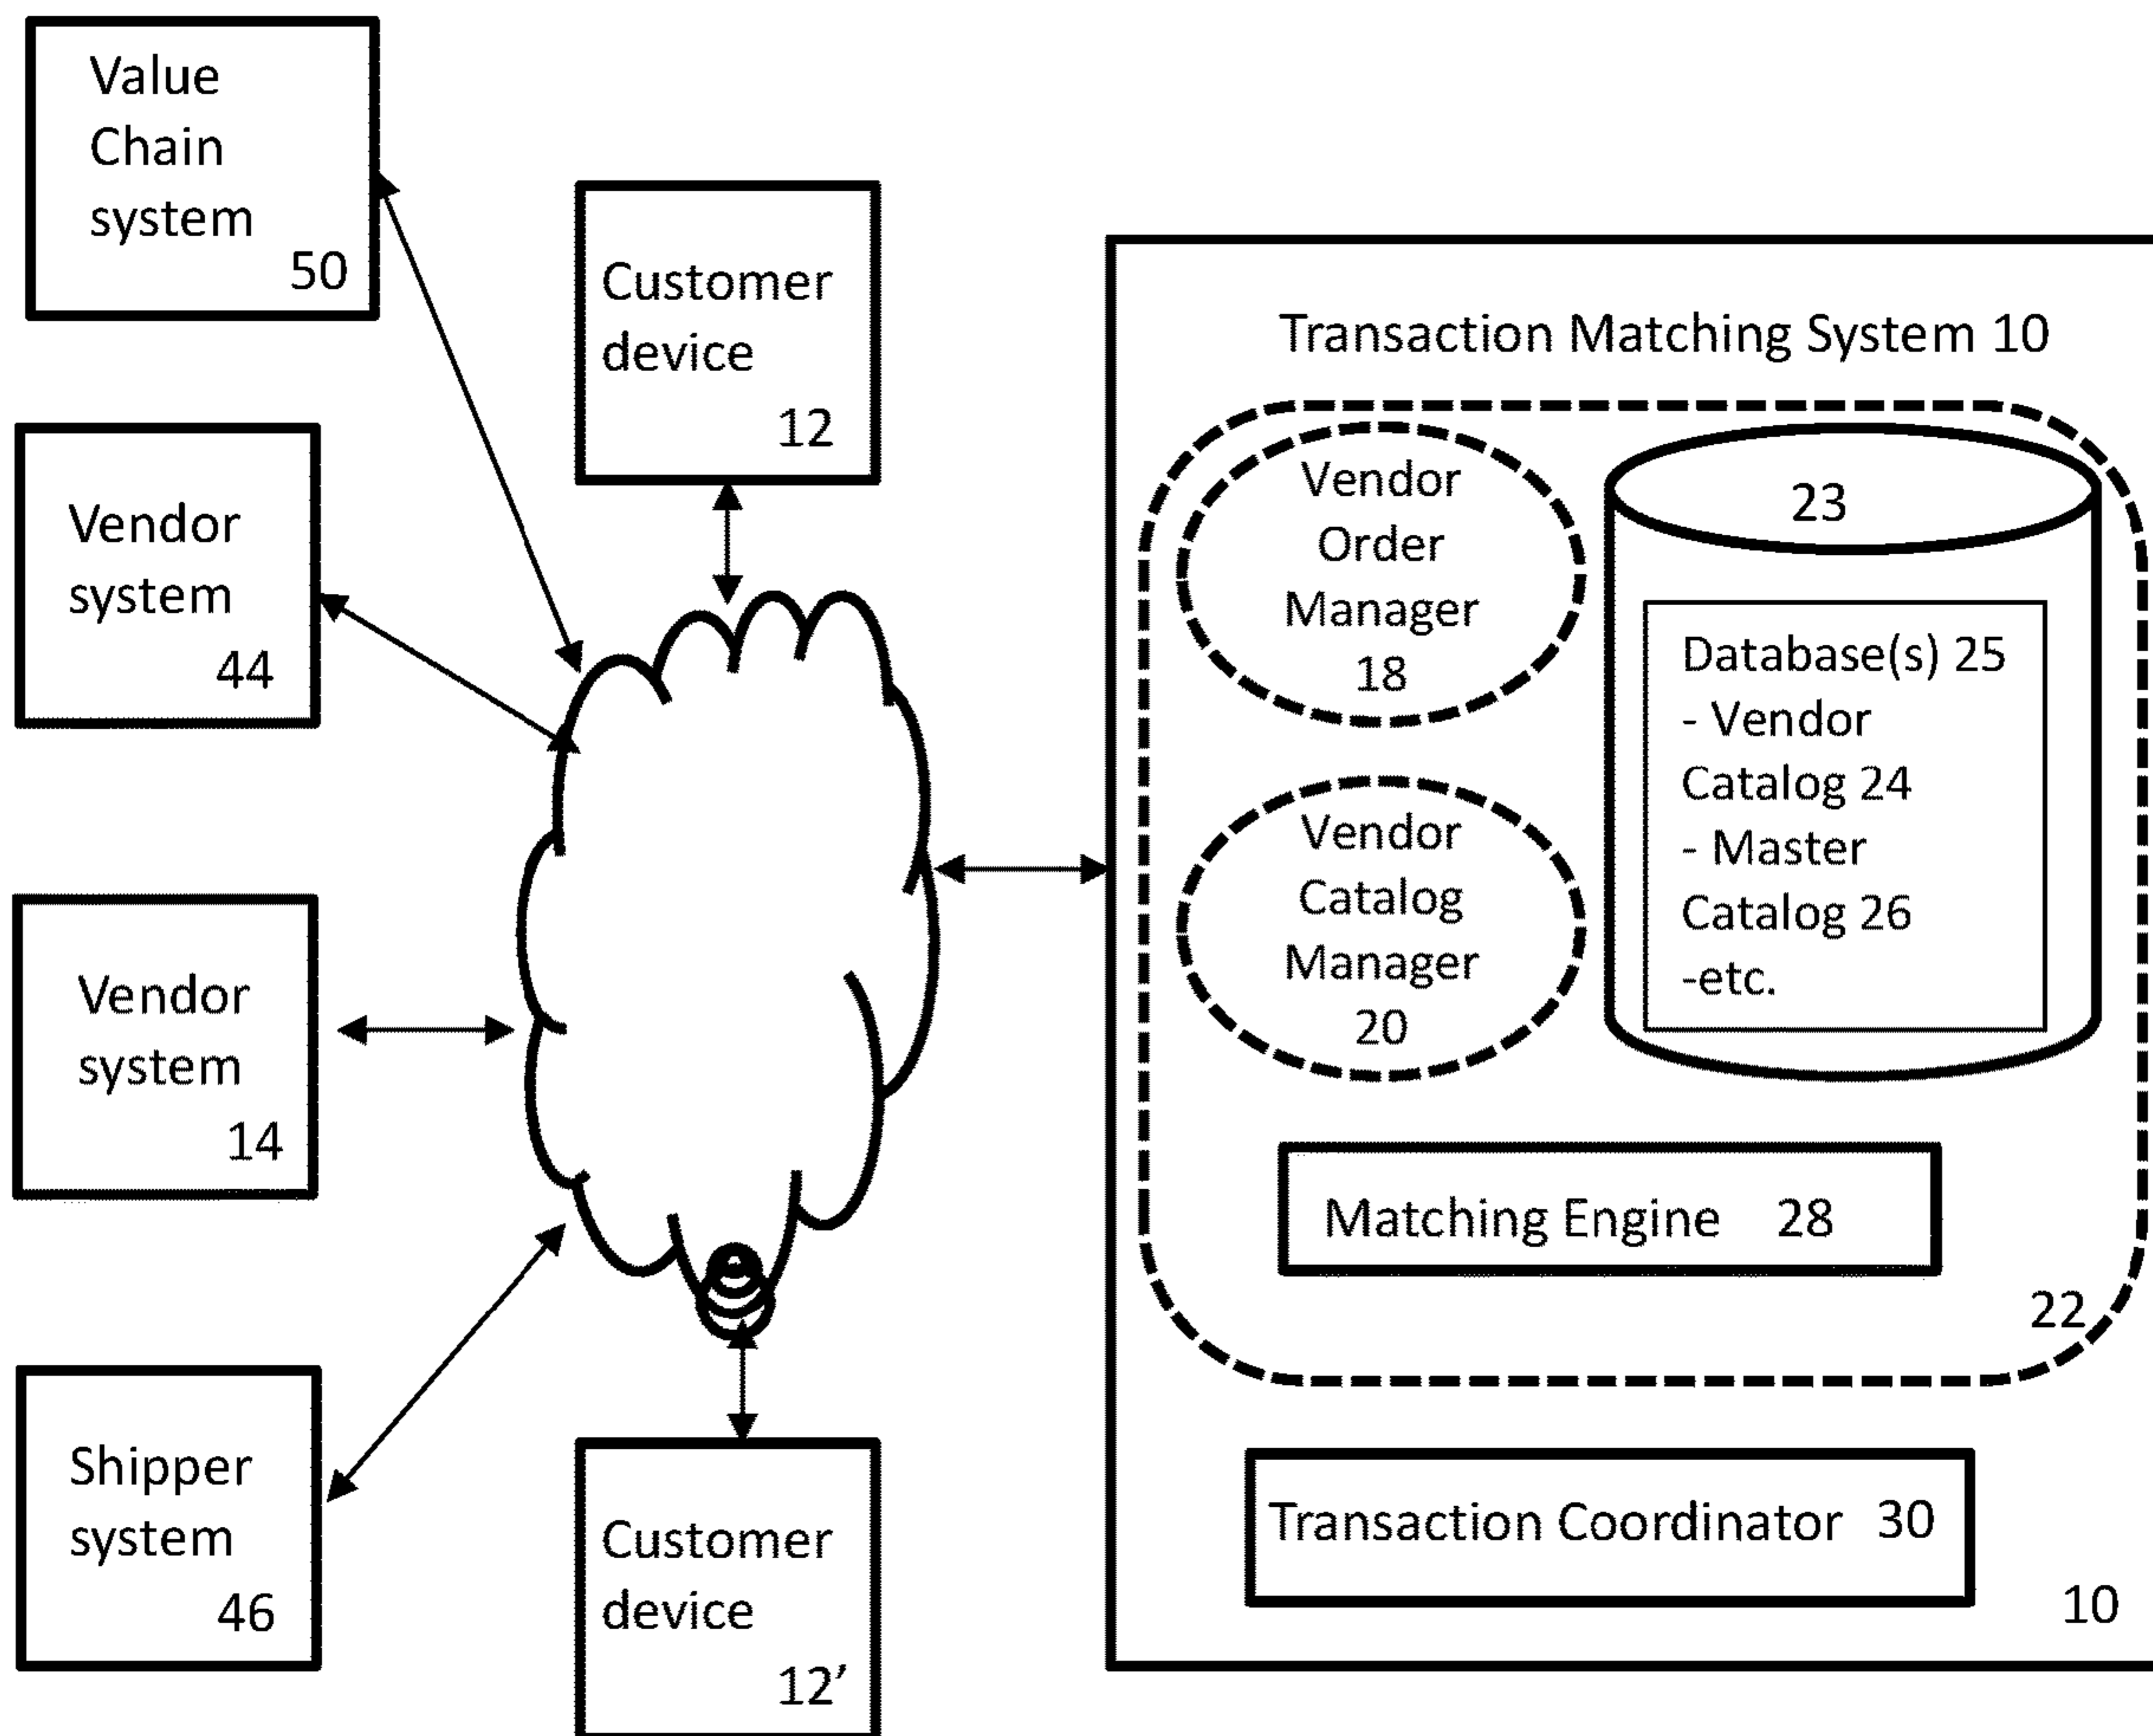 Value
Chain
system
50
Customer
device
12
Vendor
system
44
Vendor
system
14
Shipper
system
46
Customer
device
12’
Transaction Matching System 10
Vendor
Order
Manager
18
23
Database(s) 25
- Vendor
Catalog 24
- Master
Catalog 26
-etc.
Vendor
Catalog
Manager
20
Matching Engine 28
22
Transaction Coordinator 30
10